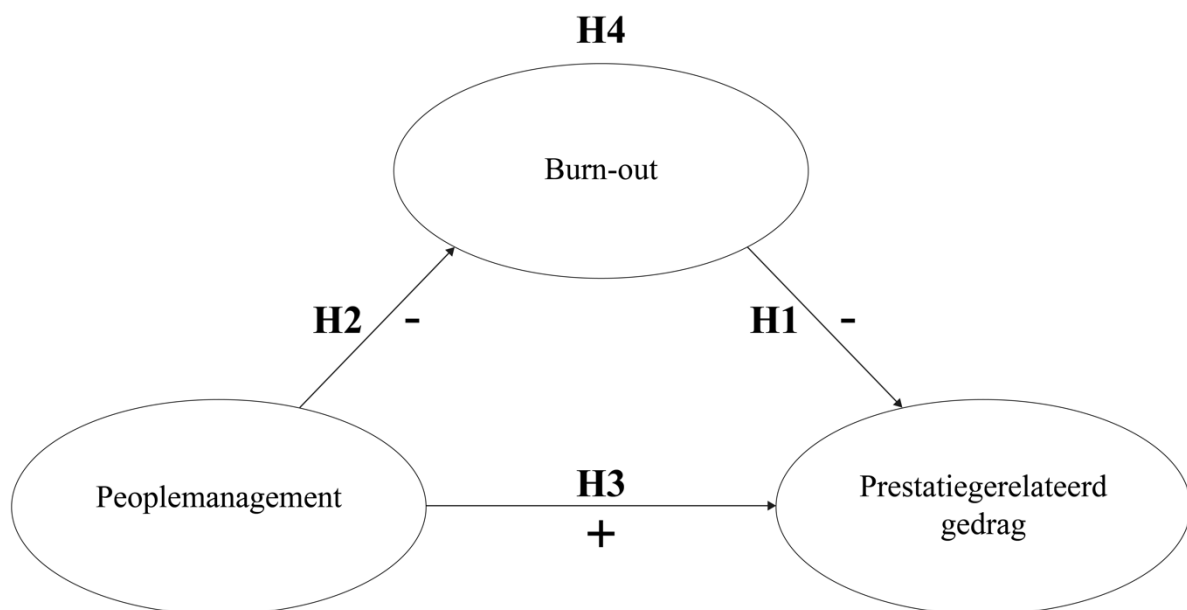 H4
Burn-out
H2 -
H1 -
Peoplemanagement
H3
+
Prestatiegerelateerd
gedrag